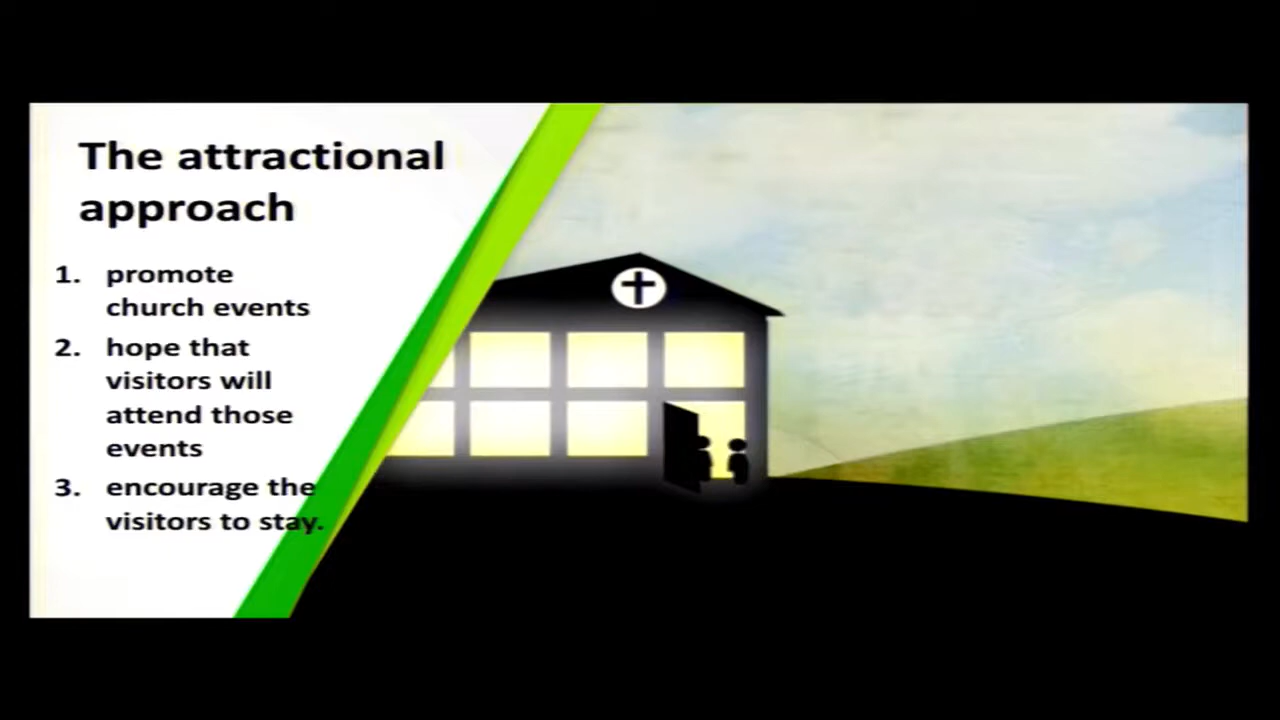 The attractional
approach
1. promote
church events
2. hope that
visitors will
attend those
events
3. encourage the
visitors to stay.